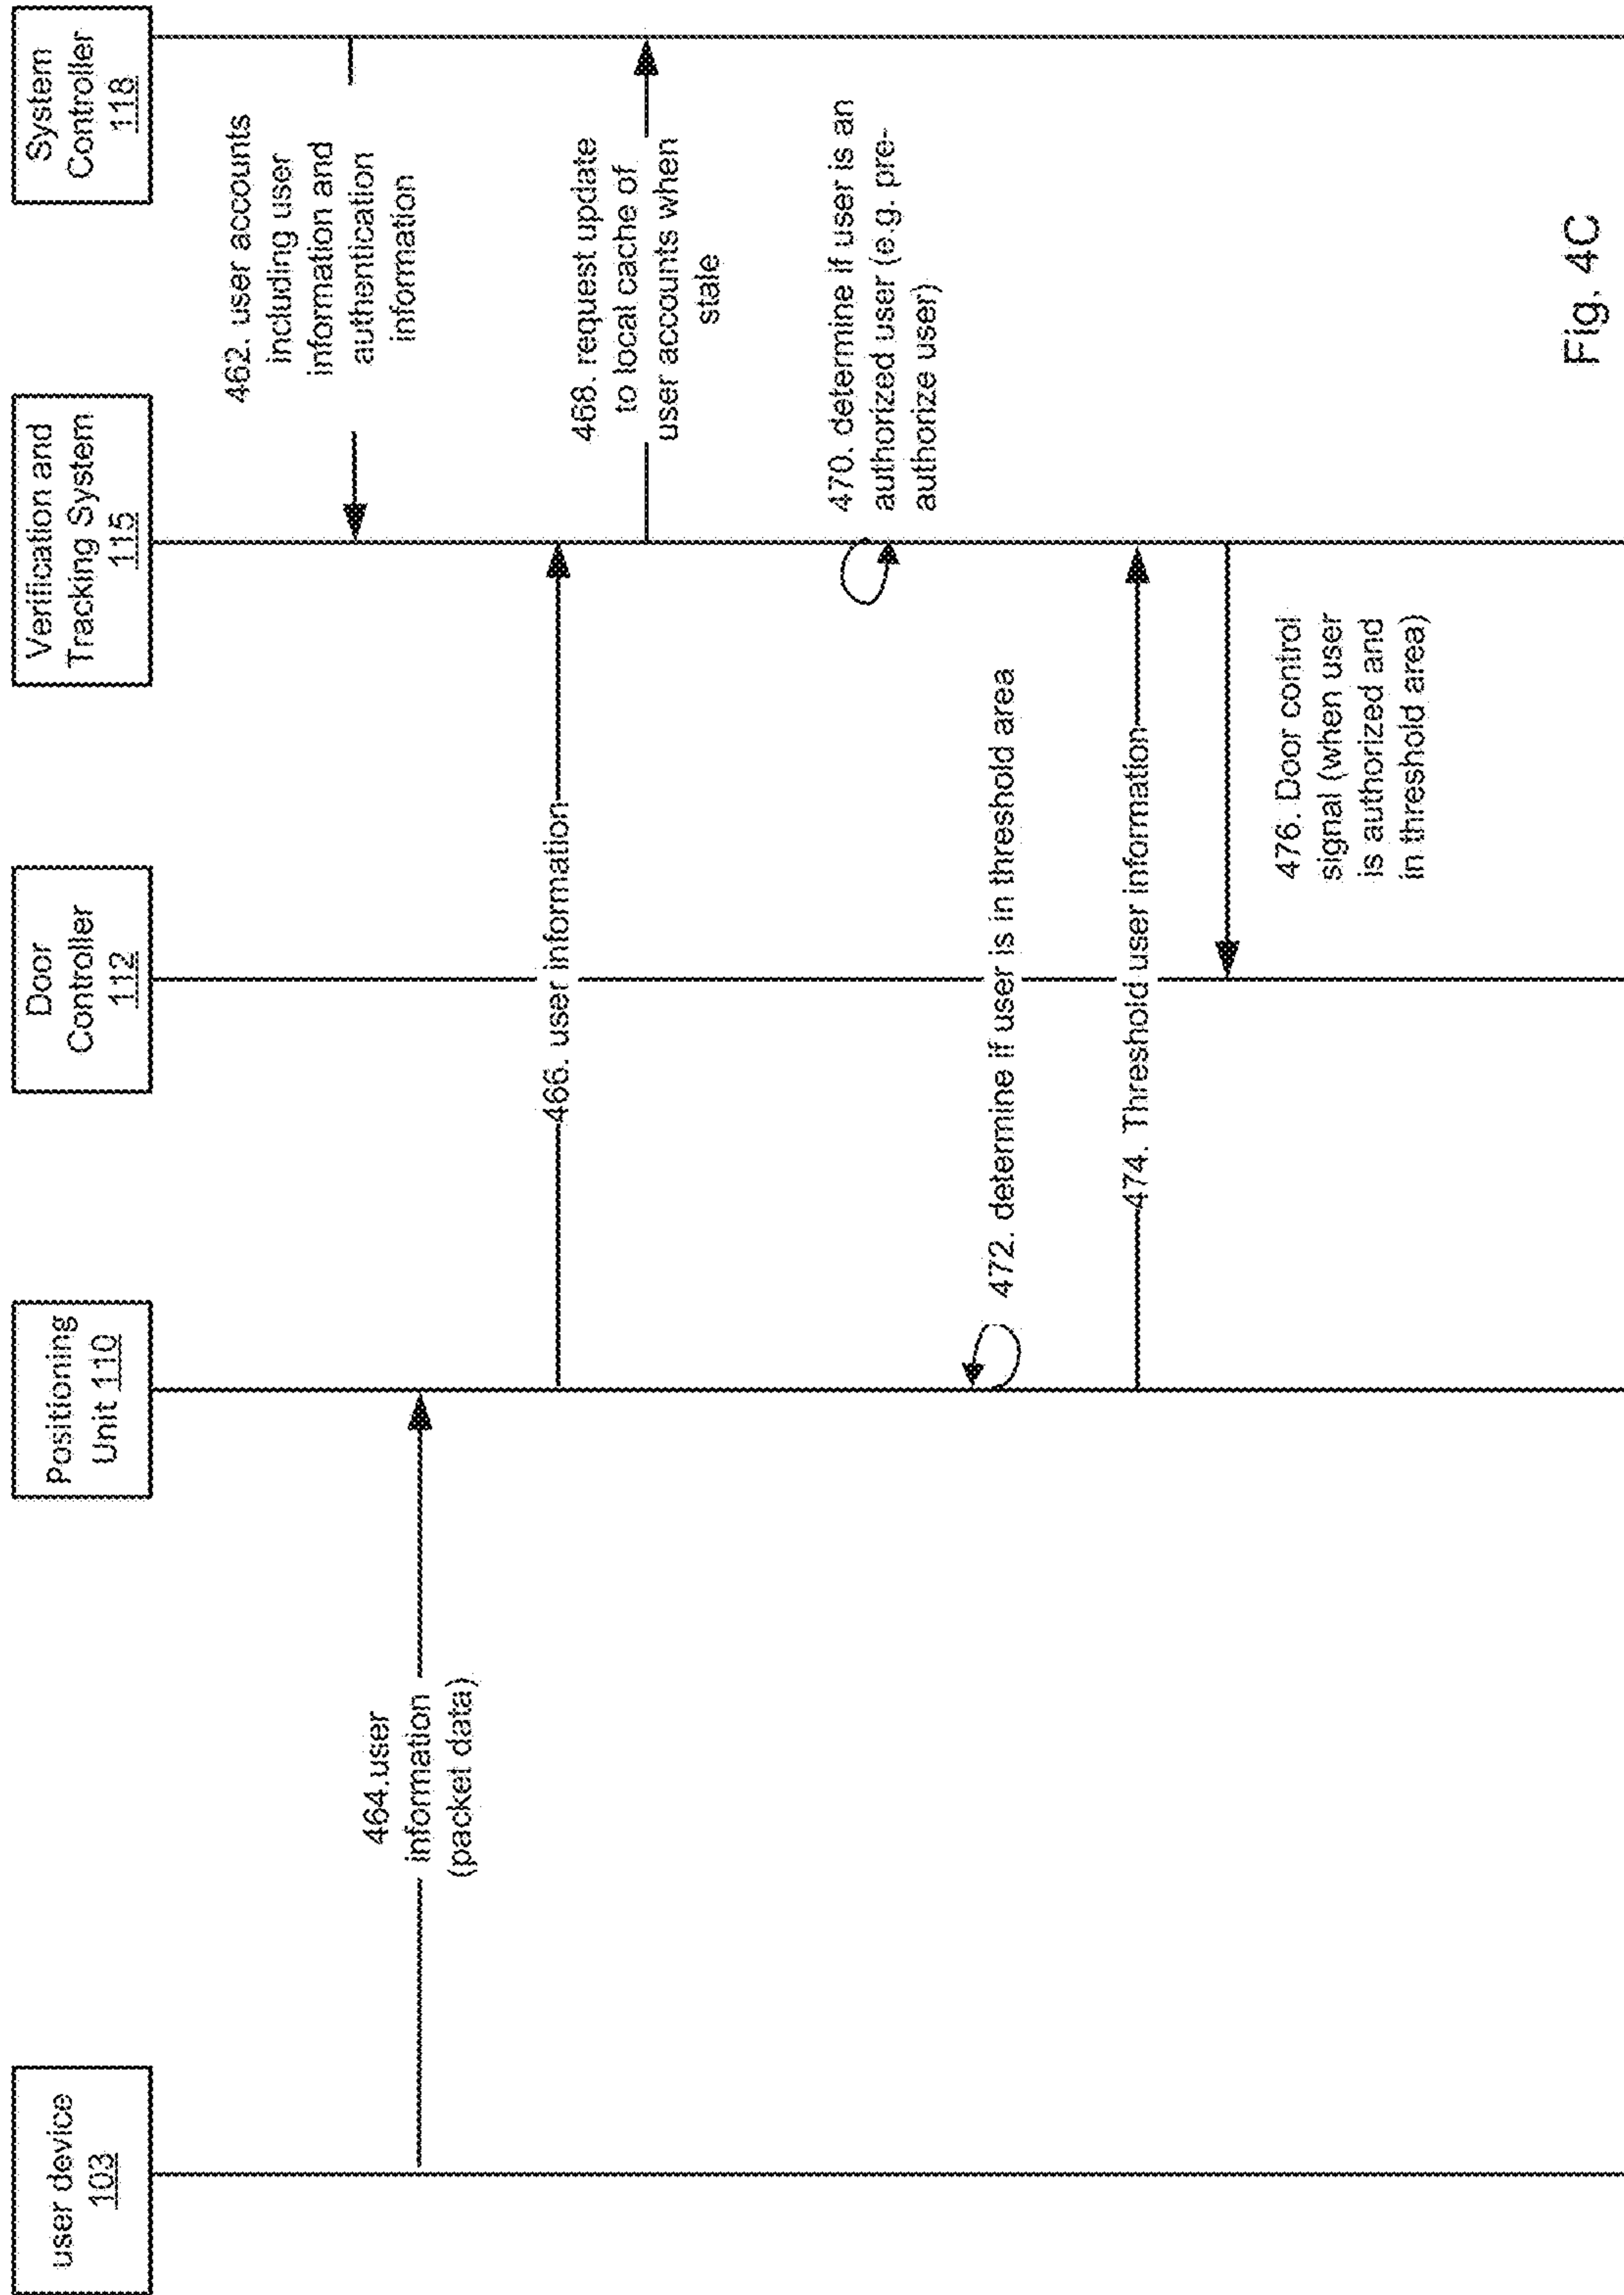 user device
103
Positioning
Unit 110
Door
Controller
112
Verification and
Tracking System
115
System
Controller
118
462. user accounts
including user
information and
authentication
information
464.user
information
(packet data)
466. user information
468. request update
to local cache of
user accounts when
stale
470. determine if user is an
authorized user (e.g. pre-
authorize user)
472. determine if user is in threshold area
474. Threshold user information
476. Door control
signal (when user
is authorized and
in threshold area)
Fig. 4C